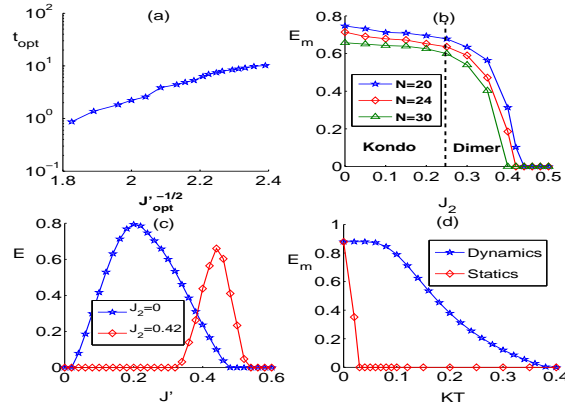 (a)
t_opt
10^1
10^0
10^-1
1.8 2 2.2 2.4
J'_opt^-1/2
(b)
E_m
0.8
0.6
0.4
0.2
0
N=20
N=24
N=30
Kondo Dimer
0 0.1 0.2 0.3 0.4 0.5
J_2
(c)
E
0.8
0.6
0.4
0.2
0
J_2=0
J_2=0.42
0 0.2 0.4 0.6
J'
(d)
E_m
1
0.8
0.6
0.4
0.2
0
Dynamics
Statics
0 0.1 0.2 0.3 0.4
KT